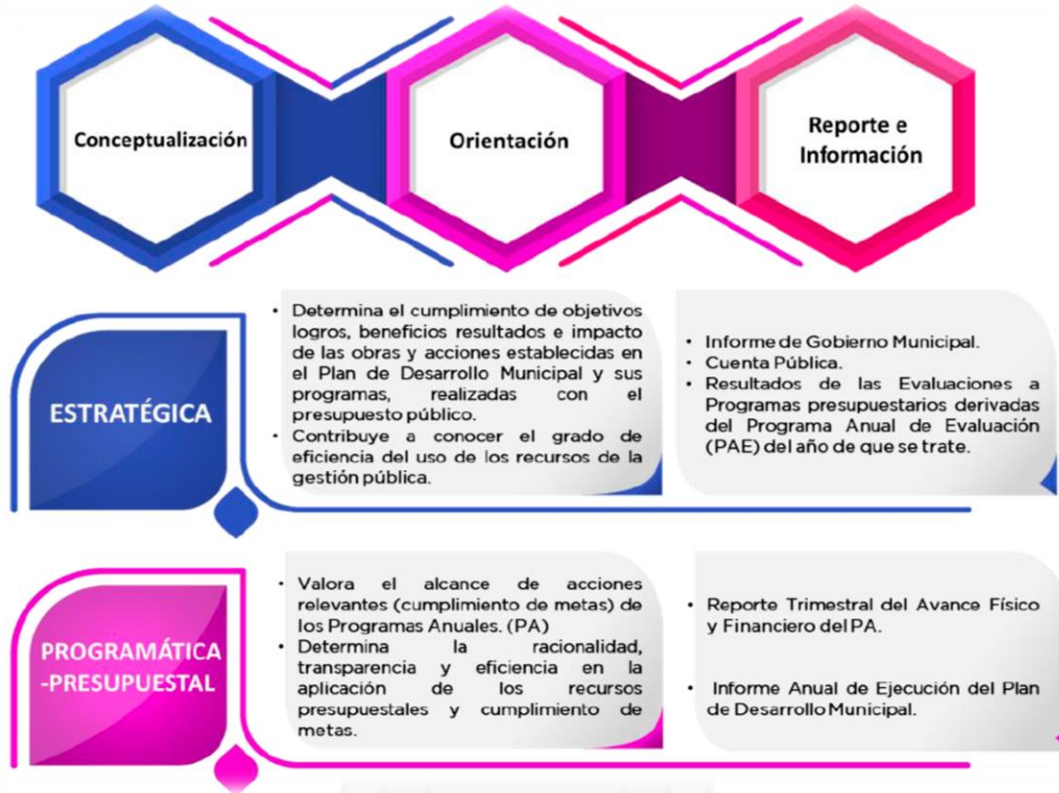 Conceptualización
Orientación
Reporte e
Información
ESTRATÉGICA
• Determina el cumplimiento de objetivos
logros, beneficios resultados e impacto
de las obras y acciones establecidas en
el Plan de Desarrollo Municipal y sus
programas, realizadas con el
presupuesto público.
• Contribuye a conocer el grado de
eficiencia del uso de los recursos de la
gestión pública.
• Informe de Gobierno Municipal.
• Cuenta Pública.
• Resultados de las Evaluaciones a
Programas presupuestarios derivadas
del Programa Anual de Evaluación
(PAE) del año de que se trate.
PROGRAMÁTICA
-PRESUPUESTAL
• Valora el alcance de acciones
relevantes (cumplimiento de metas) de
los Programas Anuales. (PA)
• Determina la racionalidad,
transparencia y eficiencia en la
aplicación de los recursos
presupuestales y cumplimiento de
metas.
• Reporte Trimestral del Avance Físico
y Financiero del PA.
• Informe Anual de Ejecución del Plan
de Desarrollo Municipal.